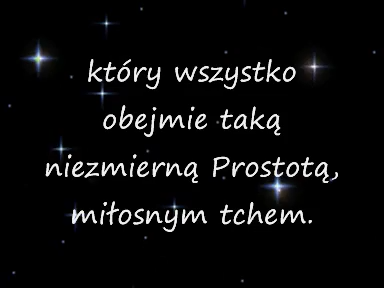 który wszystko
obejmie taką
niezmierną Prostotą,
miłosnym tchem.